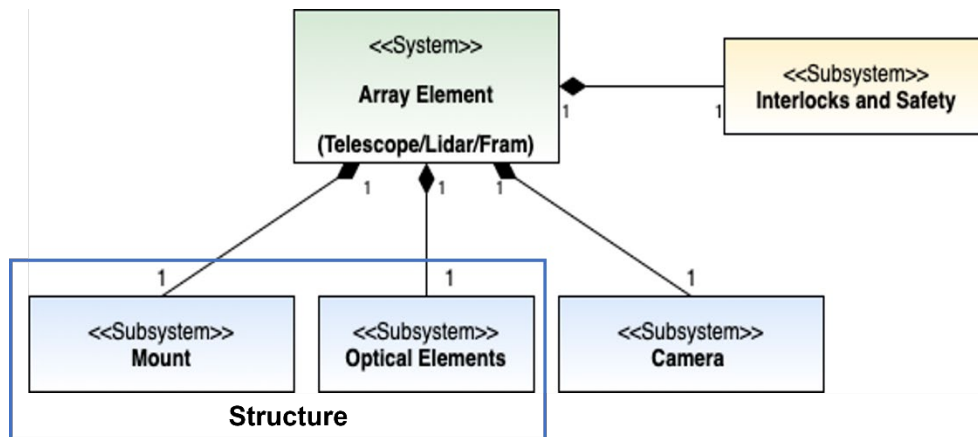 <<System>>
Array Element
(Telescope/Lidar/Fram)
<<Subsystem>>
Interlocks and Safety
1
1
1
1
1
1
1
1
<<Subsystem>>
Mount
<<Subsystem>>
Optical Elements
<<Subsystem>>
Camera
Structure